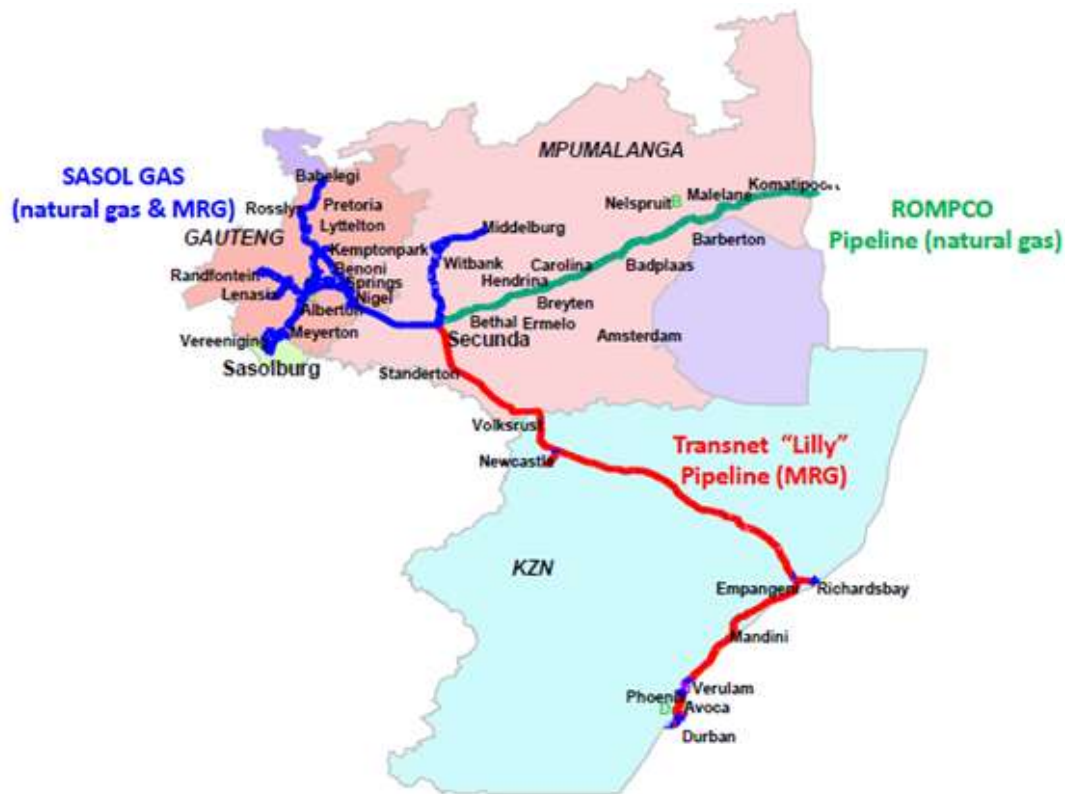 MPUMALANGA
SASOL GAS
(natural gas & MRG)
Babelegi
Komatipoort
Malelane
Nelspruit
Rosslyn
Pretoria
ROMPCO
Pipeline (natural gas)
Lyttelton
Middelburg
GAUTENG
Kemptonpark
Barberton
Witbank
Carolina
Badplaas
Benoni
Randfontein
Springs
Hendrina
Lenasia
Nigel
Breyten
Alberton
Bethal
Ermelo
Meyerton
Amsterdam
Vereeniging
Secunda
Sasolburg
Standerton
Volksrust
Transnet “Lilly”
Pipeline (MRG)
Newcastle
KZN
Empangeni
Richardsbay
Mandini
Verulam
Phoenix
Avoca
D
Durban